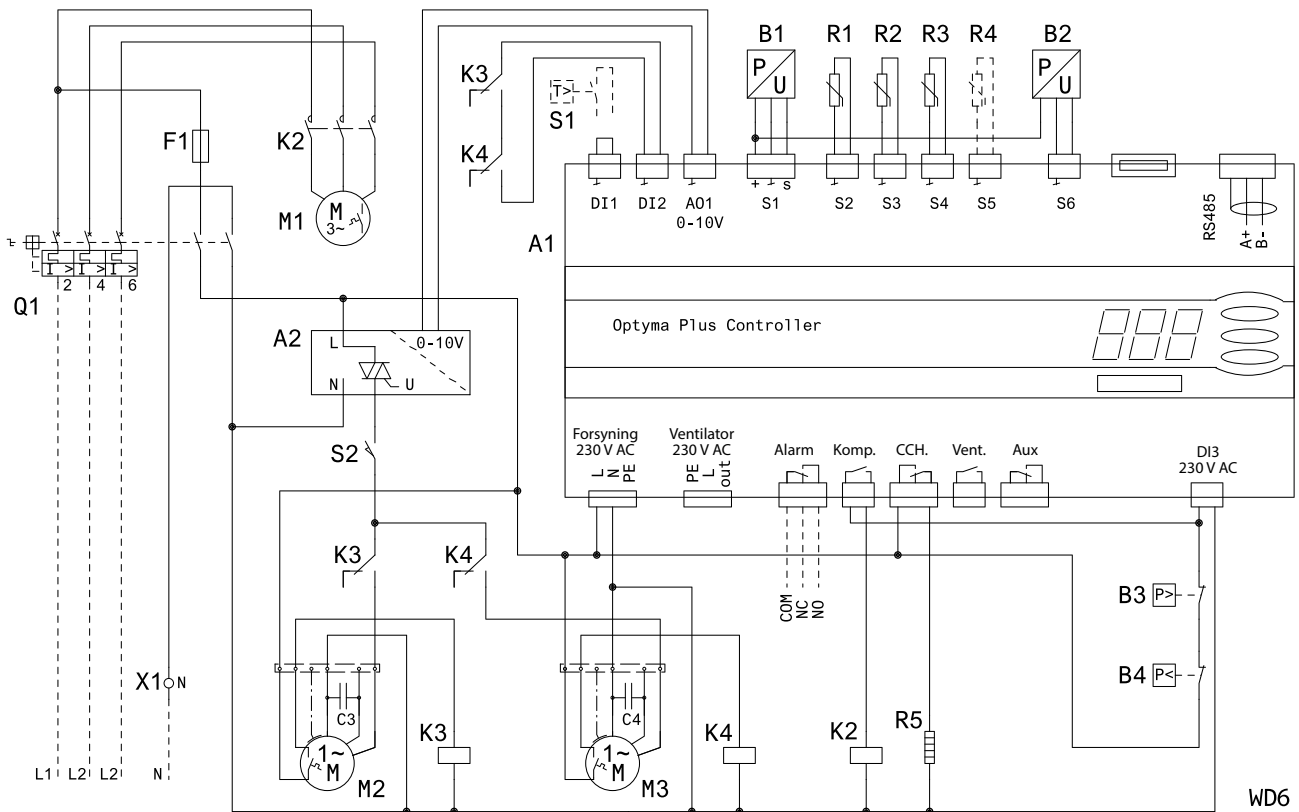 B1 R1 R2 R3 R4 B2
P U
P U
K3
T>
S1
F1
K2
K4
M
3~
M1
+ s
DI1 DI2 AO1 S1 S2 S3 S4 S5 S6
0-10V
RS485
A+
B-
A1
I > I > I >
2 4 6
Q1
Optyma Plus Controller
A2
L 0-10V
N U
S2
Forsyning
230 V AC
L
N
PE
Ventilator
230 V AC
PE
L
out
Alarm Komp. CCH. Vent. Aux
DI3
230 V AC
K3 K4
COM
NC
NO
B3 P>
B4 P<
X1 N
C3
C4
K3 K4 K2 R5
1~
M
M2
1~
M
M3
L1 L2 L2 N
WD6